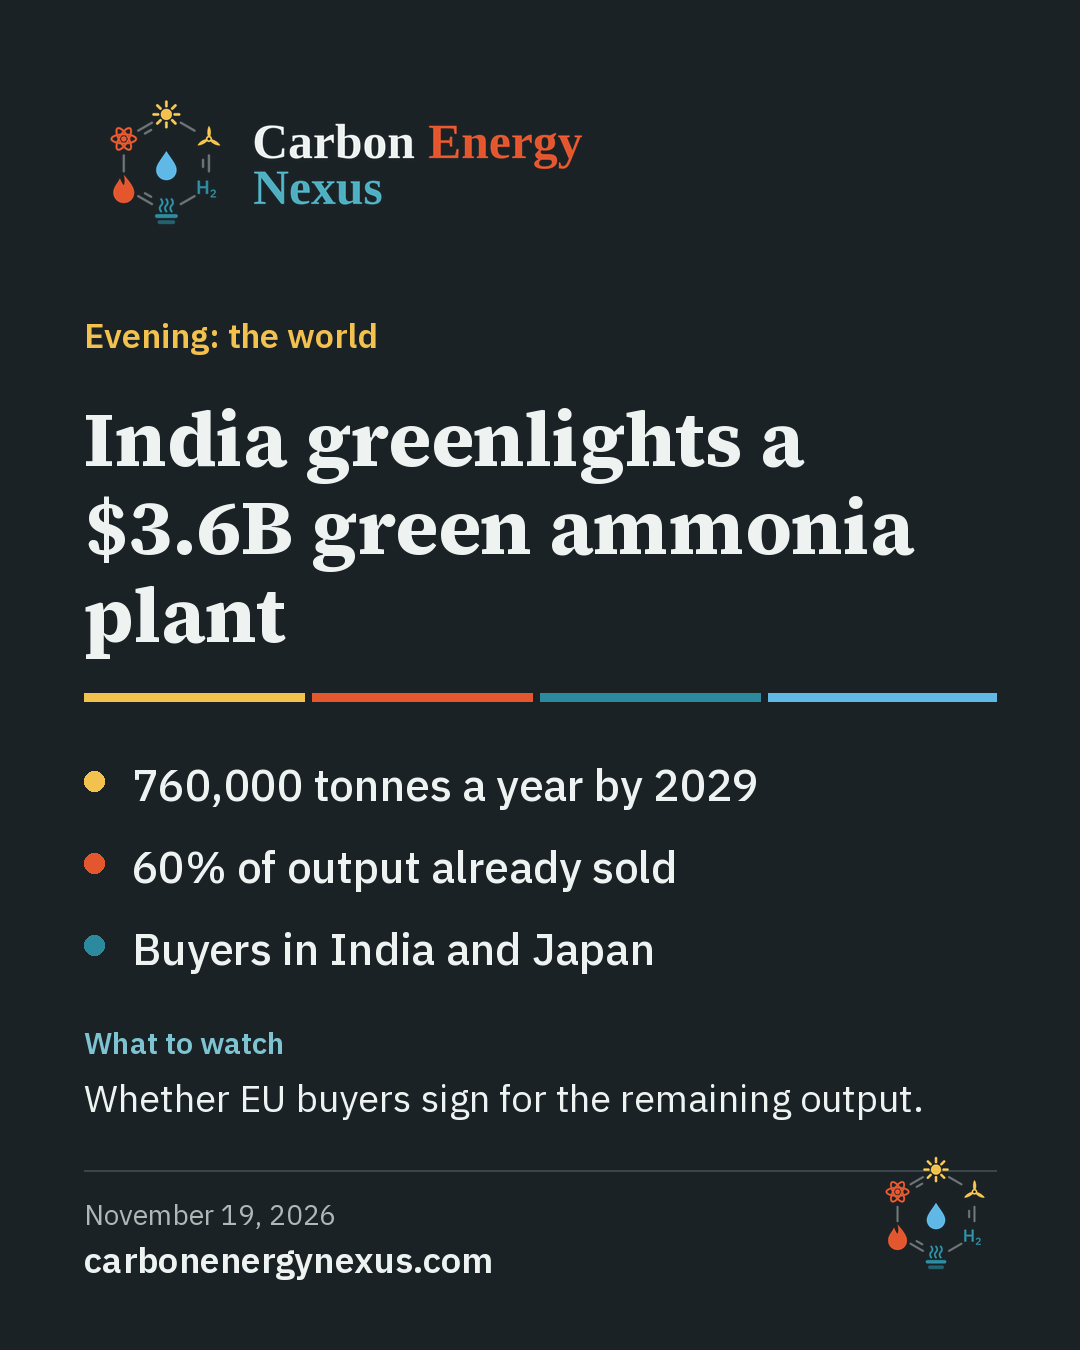 Carbon Energy
Nexus
H₂
Evening: the world
India greenlights a
$3.6B green ammonia
plant
760,000 tonnes a year by 2029
60% of output already sold
Buyers in India and Japan
What to watch
Whether EU buyers sign for the remaining output.
November 19, 2026
carbonenergynexus.com
H₂